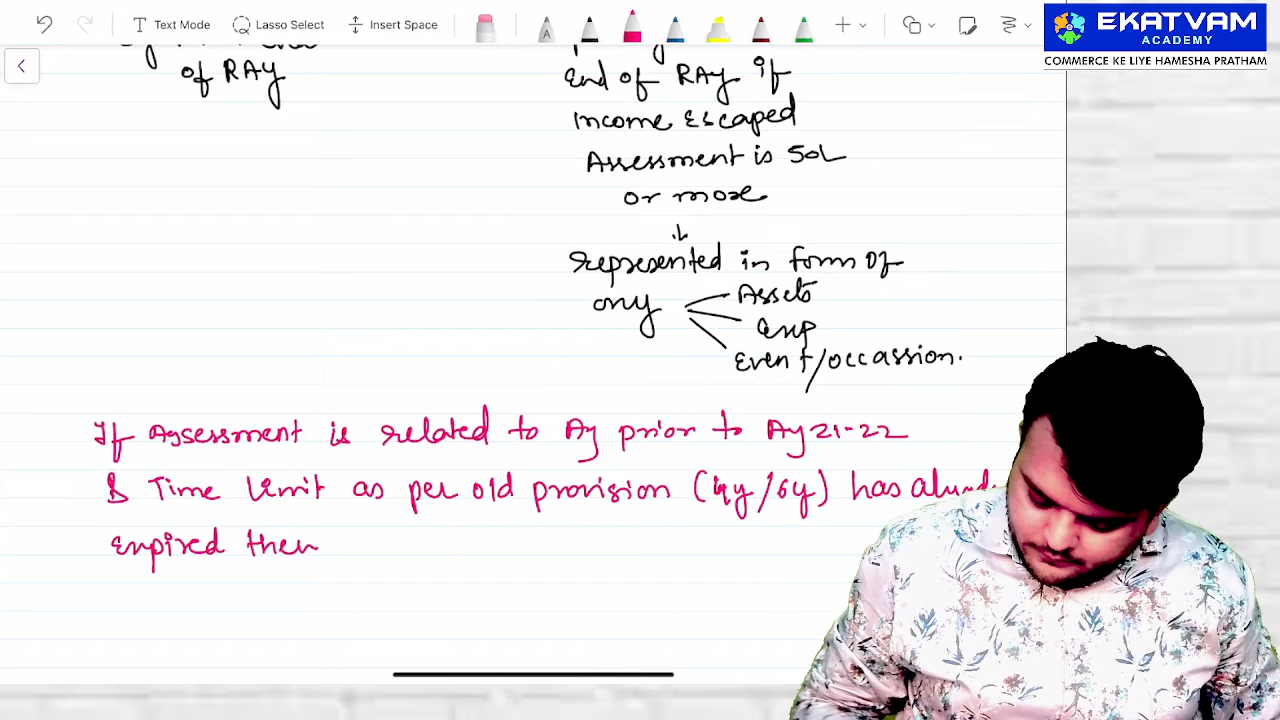 Text Mode Lasso Select Insert Space
EKATVAM
ACADEMY
COMMERCE KE LIYE HAMESHA PRATHAM
of RAY
End of RAY if
Income Escaped
Assessment is 50L
or more
represented in form of
any
Assets
Exp
Event/occassion.
If Assessment is related to AY prior to AY 21-22
& Time limit as per old provision (4y/6y) has
Expired then